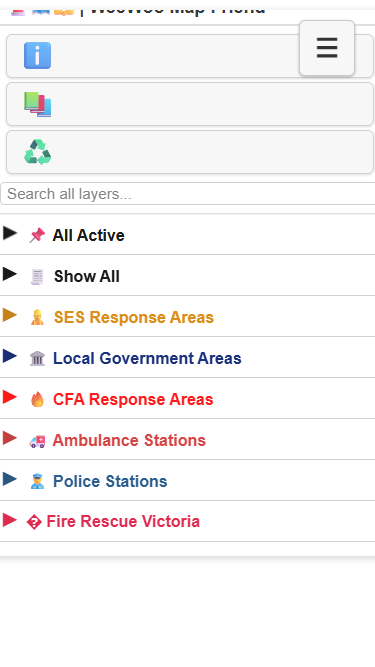 | WooWoo Map Friend
Search all layers...
All Active
Show All
SES Response Areas
Local Government Areas
CFA Response Areas
Ambulance Stations
Police Stations
Fire Rescue Victoria